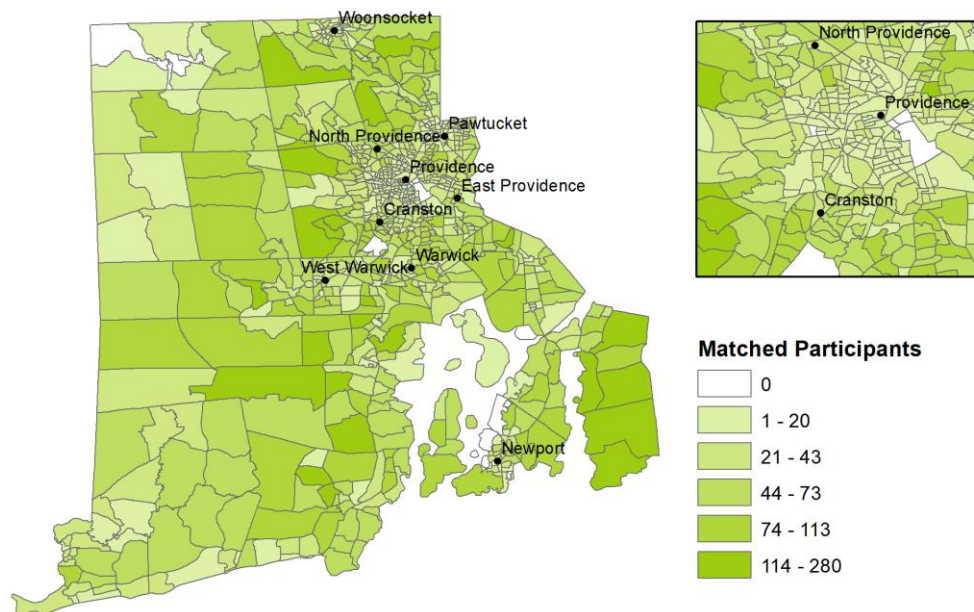 Woonsocket
Pawtucket
North Providence
Providence
East Providence
Cranston
Warwick
West Warwick
Newport
North Providence
Providence
Cranston
Matched Participants
0
1 - 20
21 - 43
44 - 73
74 - 113
114 - 280